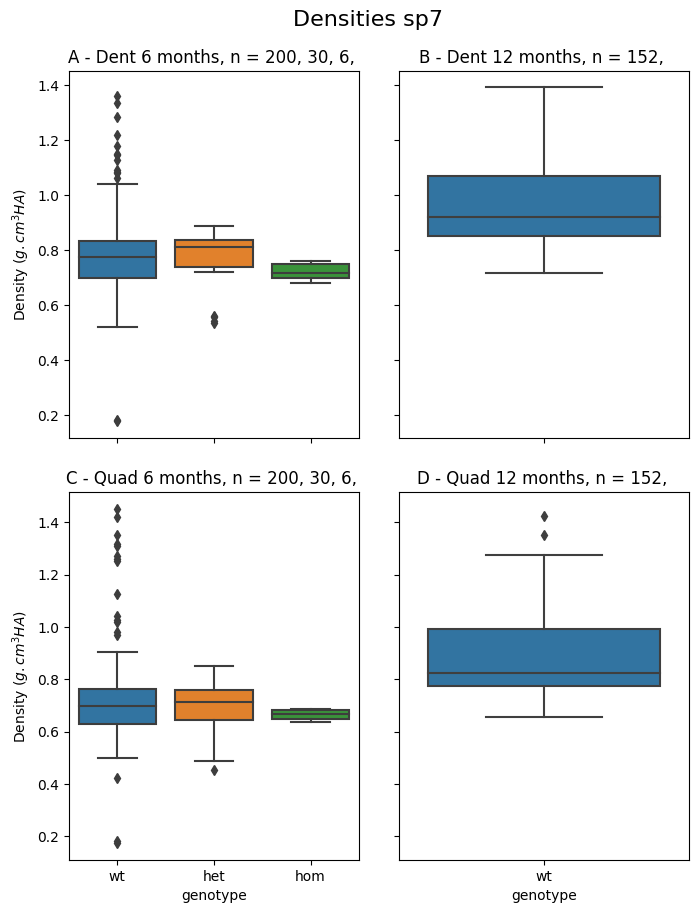 Densities sp7
A - Dent 6 months, n = 200, 30, 6,
B - Dent 12 months, n = 152,
1.4
1.2
1.0
0.8
0.6
0.4
0.2
Density (g.cm³HA)
C - Quad 6 months, n = 200, 30, 6,
D - Quad 12 months, n = 152,
1.4
1.2
1.0
0.8
0.6
0.4
0.2
Density (g.cm³HA)
wt het hom
genotype
wt
genotype